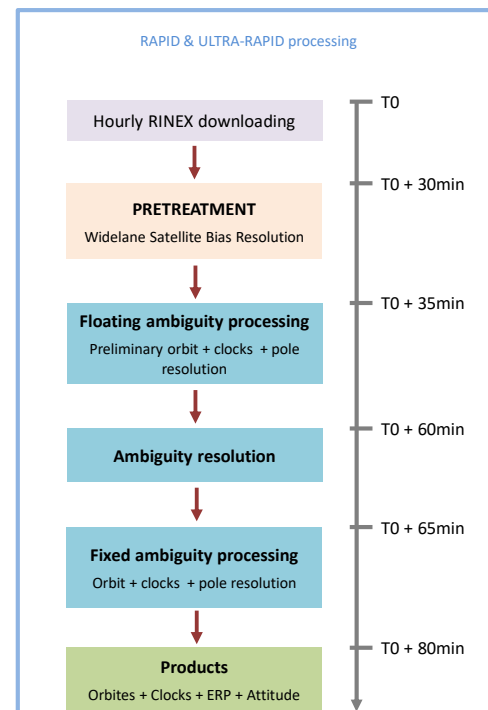 RAPID & ULTRA-RAPID processing
Hourly RINEX downloading
T0
PRETREATMENT
Widelane Satellite Bias Resolution
T0 + 30min
Floating ambiguity processing
Preliminary orbit + clocks + pole
resolution
T0 + 35min
Ambiguity resolution
T0 + 60min
Fixed ambiguity processing
Orbit + clocks + pole resolution
T0 + 65min
Products
Orbites + Clocks + ERP + Attitude
T0 + 80min